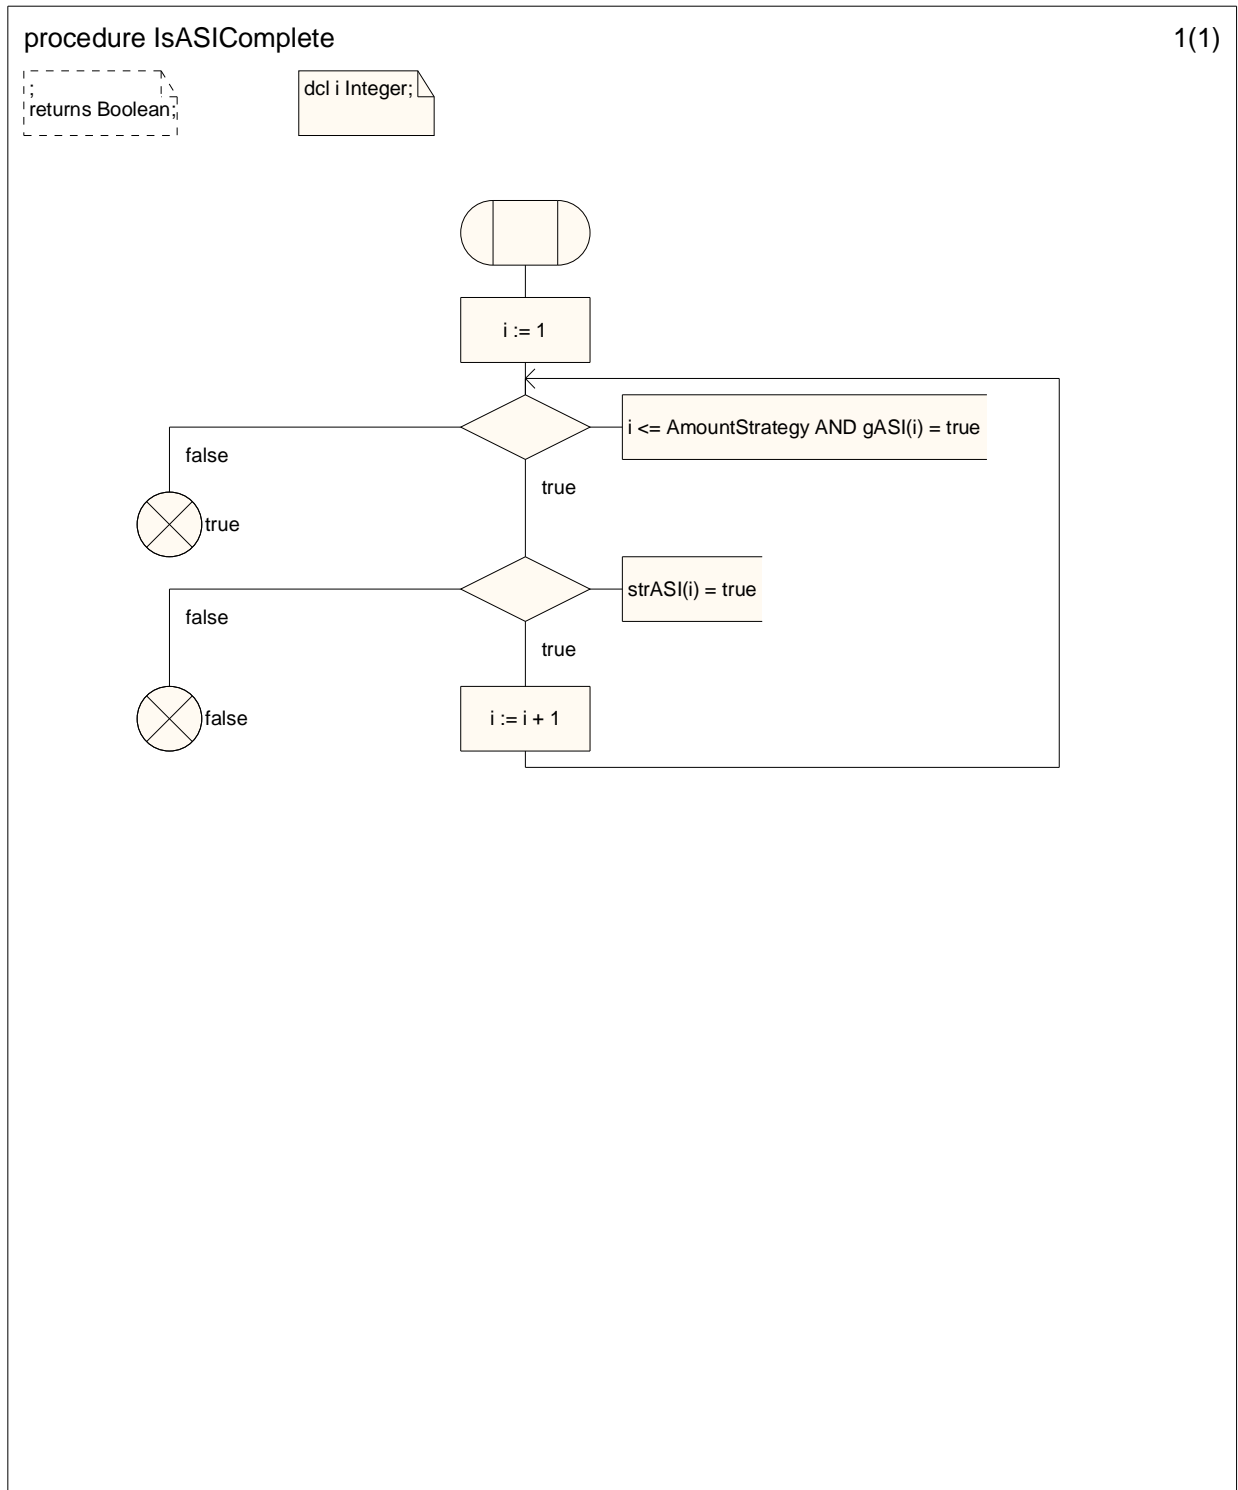 procedure IsASIComplete
1(1)
;
returns Boolean;
dcl i Integer;
i := 1
i <= AmountStrategy AND gASI(i) = true
false
true
true
strASI(i) = true
false
true
i := i + 1
false